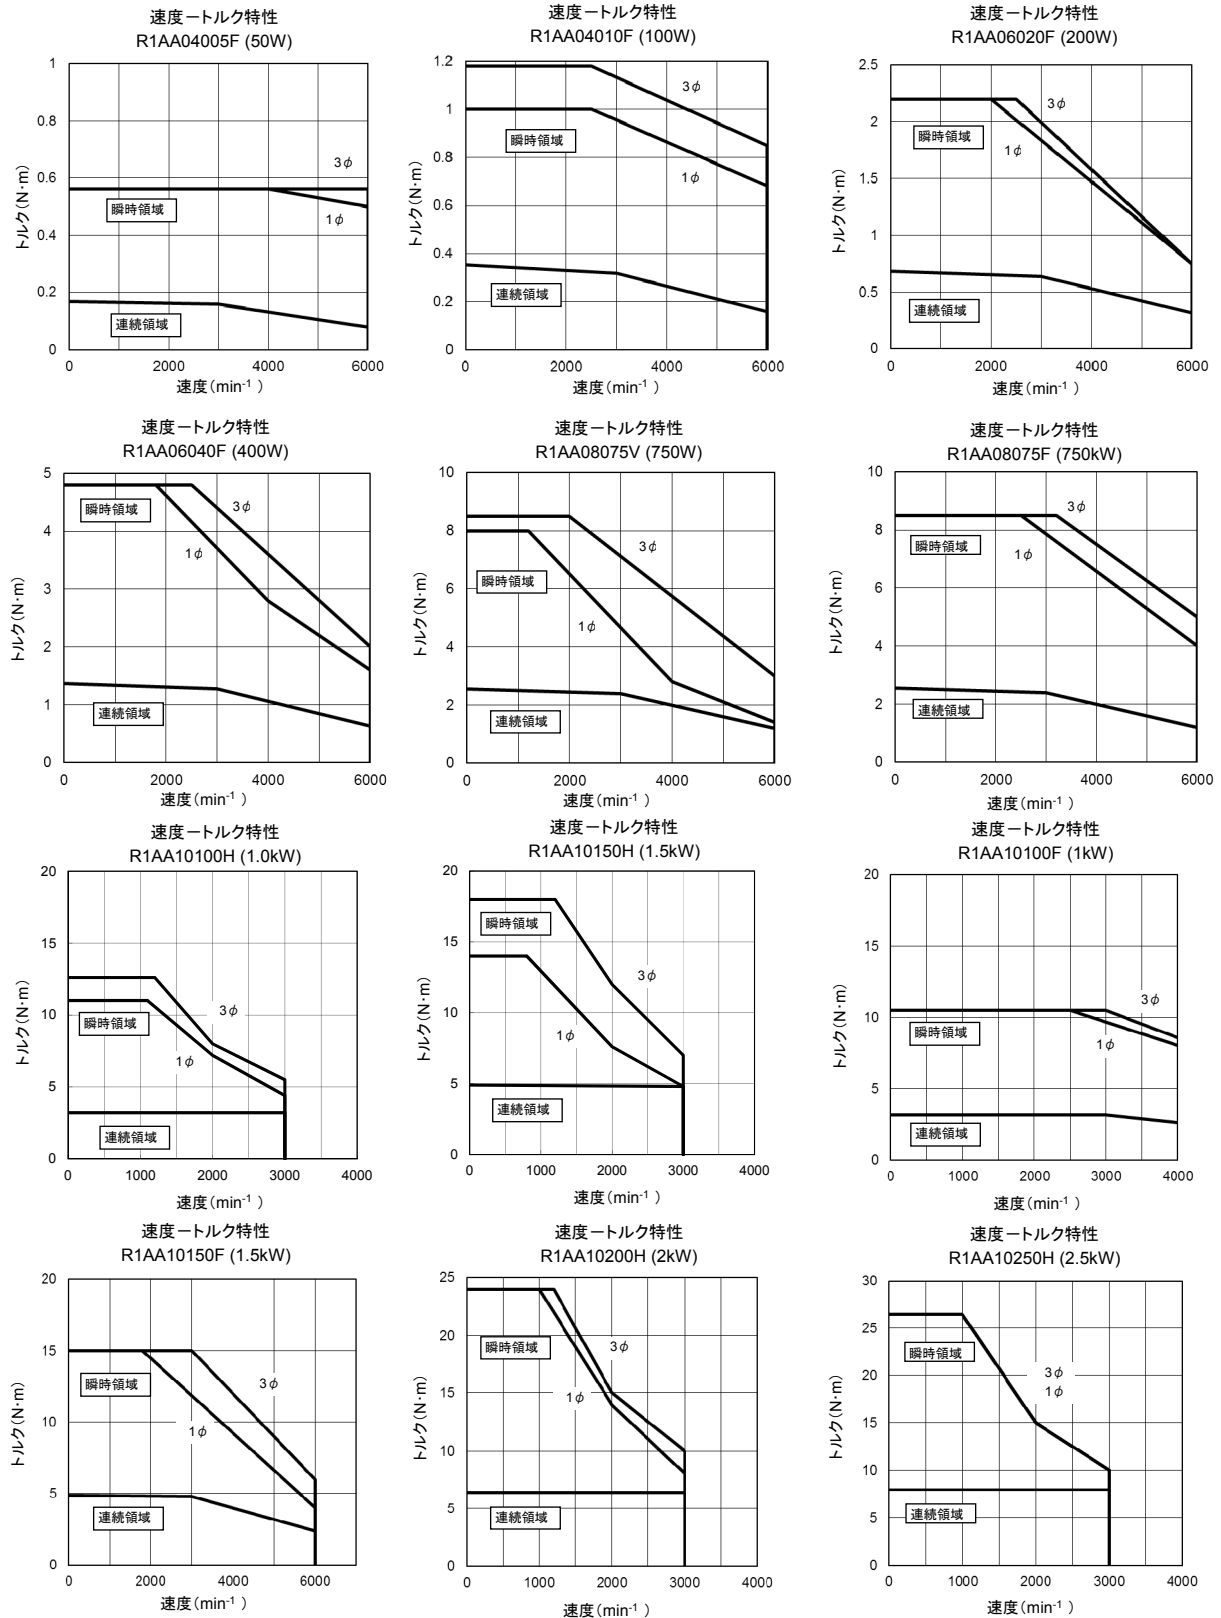 速度－トルク特性
R1AA04005F (50W)
1
0.8
0.6
0.4
0.2
0
トルク(N･m)
3φ
瞬時領域
1φ
連続領域
0 2000 4000 6000
速度(min⁻¹ )
速度－トルク特性
R1AA04010F (100W)
1.2
1
0.8
0.6
0.4
0.2
0
トルク(N･m)
3φ
瞬時領域
1φ
連続領域
0 2000 4000 6000
速度(min⁻¹ )
速度－トルク特性
R1AA06020F (200W)
2.5
2
1.5
1
0.5
0
トルク(N･m)
3φ
瞬時領域
1φ
連続領域
0 2000 4000 6000
速度(min⁻¹ )
速度－トルク特性
R1AA06040F (400W)
5
4
3
2
1
0
トルク(N･m)
瞬時領域
3φ
1φ
連続領域
0 2000 4000 6000
速度(min⁻¹ )
速度－トルク特性
R1AA08075V (750W)
10
8
6
4
2
0
トルク(N･m)
3φ
瞬時領域
1φ
連続領域
0 2000 4000 6000
速度(min⁻¹ )
速度－トルク特性
R1AA08075F (750kW)
10
8
6
4
2
0
トルク(N･m)
3φ
瞬時領域
1φ
連続領域
0 2000 4000 6000
速度(min⁻¹ )
速度－トルク特性
R1AA10100H (1.0kW)
20
15
10
5
0
トルク(N･m)
3φ
瞬時領域
1φ
連続領域
0 1000 2000 3000 4000
速度(min⁻¹ )
速度－トルク特性
R1AA10150H (1.5kW)
20
15
10
5
0
トルク(N･m)
瞬時領域
3φ
1φ
連続領域
0 1000 2000 3000 4000
速度(min⁻¹ )
速度－トルク特性
R1AA10100F (1kW)
20
15
10
5
0
トルク(N･m)
3φ
瞬時領域
1φ
連続領域
0 1000 2000 3000 4000
速度(min⁻¹ )
速度－トルク特性
R1AA10150F (1.5kW)
20
15
10
5
0
トルク(N･m)
瞬時領域
3φ
1φ
連続領域
0 2000 4000 6000
速度(min⁻¹ )
速度－トルク特性
R1AA10200H (2kW)
25
20
15
10
5
0
トルク(N･m)
瞬時領域
3φ
1φ
連続領域
0 1000 2000 3000 4000
速度(min⁻¹ )
速度－トルク特性
R1AA10250H (2.5kW)
30
25
20
15
10
5
0
トルク(N･m)
瞬時領域
3φ
1φ
連続領域
0 1000 2000 3000 4000
速度(min⁻¹ )